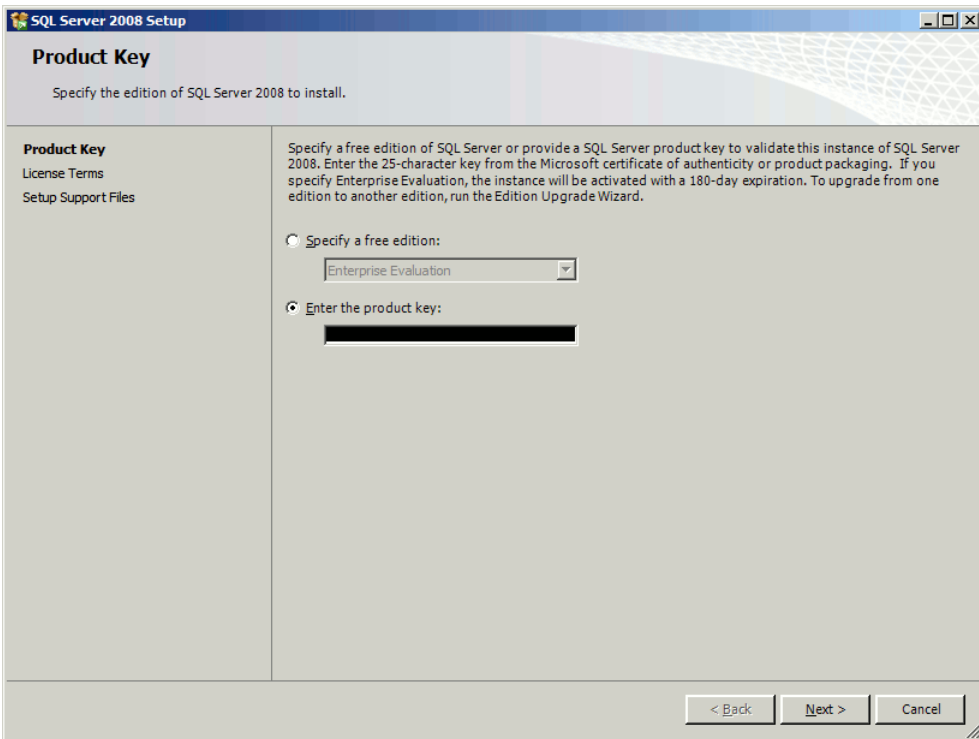 SQL Server 2008 Setup
Product Key
Specify the edition of SQL Server 2008 to install.
Product Key
License Terms
Setup Support Files
Specify a free edition of SQL Server or provide a SQL Server product key to validate this instance of SQL Server
2008. Enter the 25-character key from the Microsoft certificate of authenticity or product packaging.  If you
specify Enterprise Evaluation, the instance will be activated with a 180-day expiration. To upgrade from one
edition to another edition, run the Edition Upgrade Wizard.
Specify a free edition:
Enterprise Evaluation
Enter the product key:
< Back
Next >
Cancel